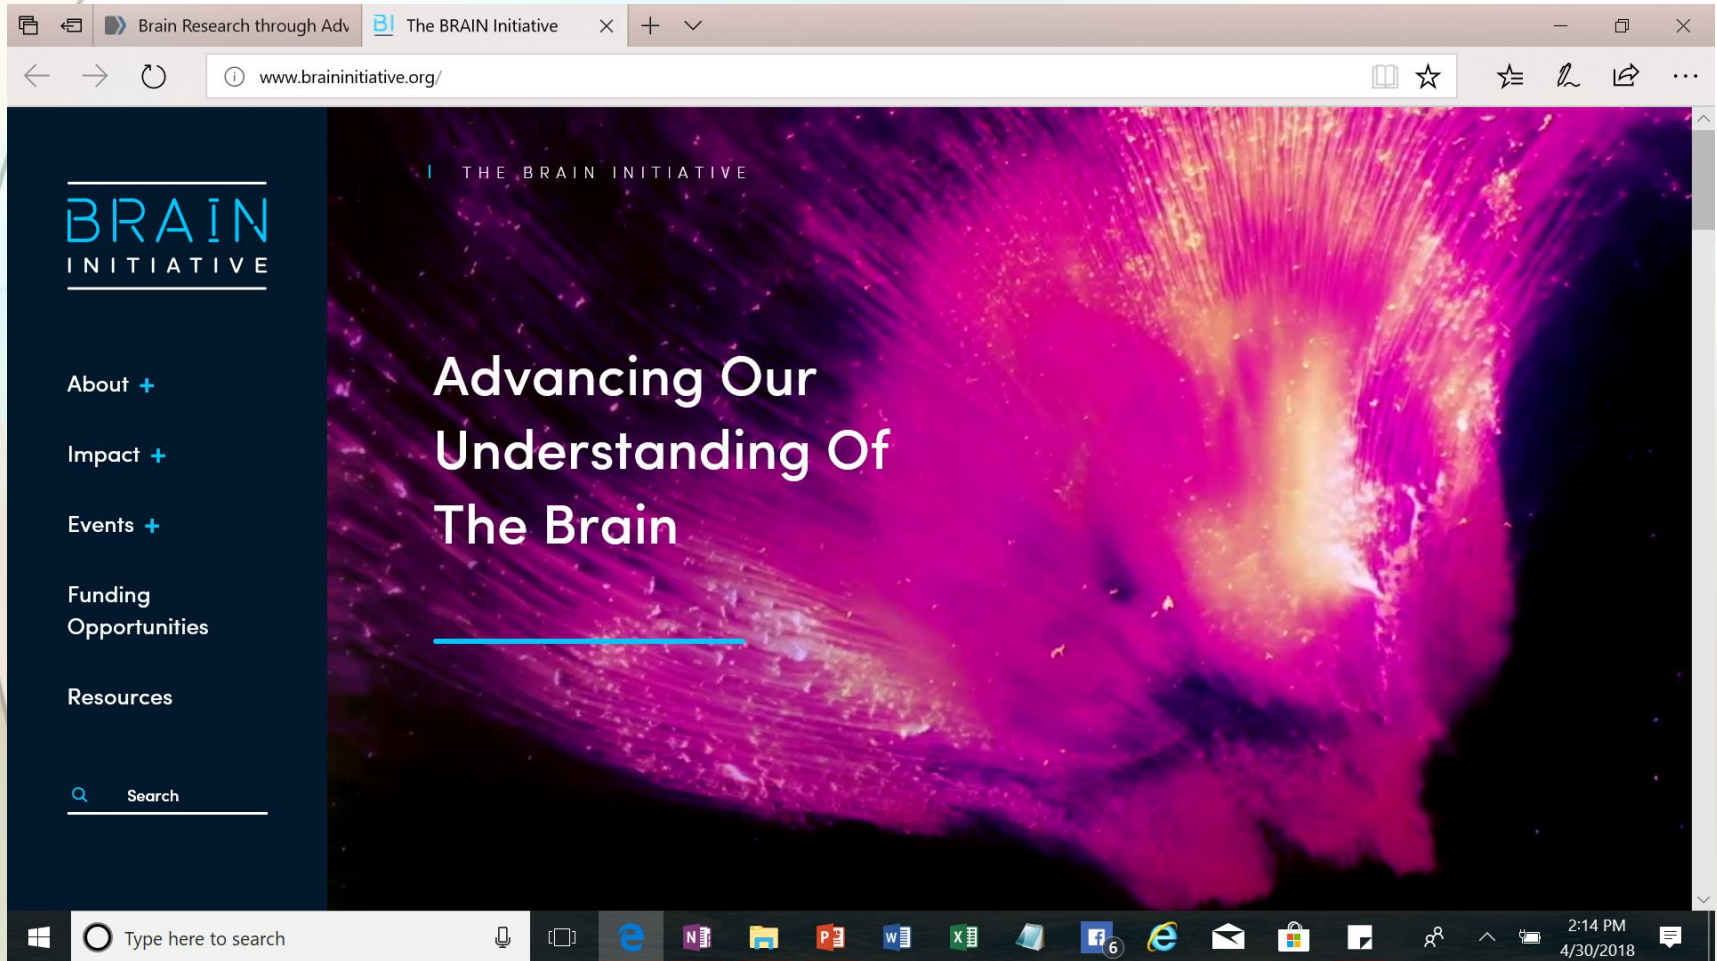 Brain Research through Adv
BI The BRAIN Initiative
www.braininitiative.org/
BRAIN
INITIATIVE
About +
Impact +
Events +
Funding
Opportunities
Resources
Search
THE BRAIN INITIATIVE
Advancing Our
Understanding Of
The Brain
Type here to search
6
2:14 PM
4/30/2018